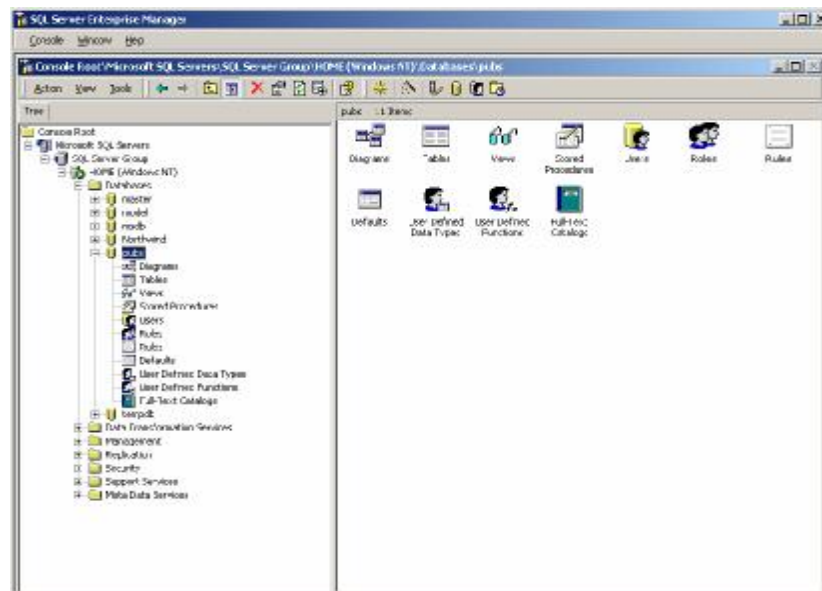 SQL Server Enterprise Manager
Console Window Help
Console Root\Microsoft SQL Servers\SQL Server Group\HOME (Windows NT)\Databases\pubs
Action View Tools
Tree
pubs 11 Items
Console Root
Microsoft SQL Servers
SQL Server Group
HOME (Windows NT)
Databases
master
model
msdb
Northwind
pubs
Diagrams
Tables
Views
Stored Procedures
Users
Roles
Rules
Defaults
User Defined Data Types
User Defined Functions
Full-Text Catalogs
tempdb
Data Transformation Services
Management
Replication
Security
Support Services
Meta Data Services
Diagrams Tables Views Stored Procedures Users Roles Rules
Defaults User Defined Data Types User Defined Functions Full-Text Catalogs